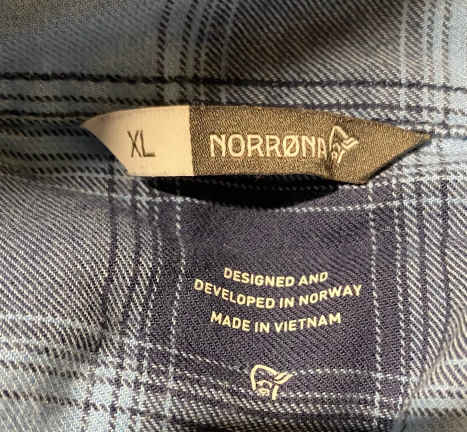 XL
NORRØNA
DESIGNED AND
DEVELOPED IN NORWAY
MADE IN VIETNAM